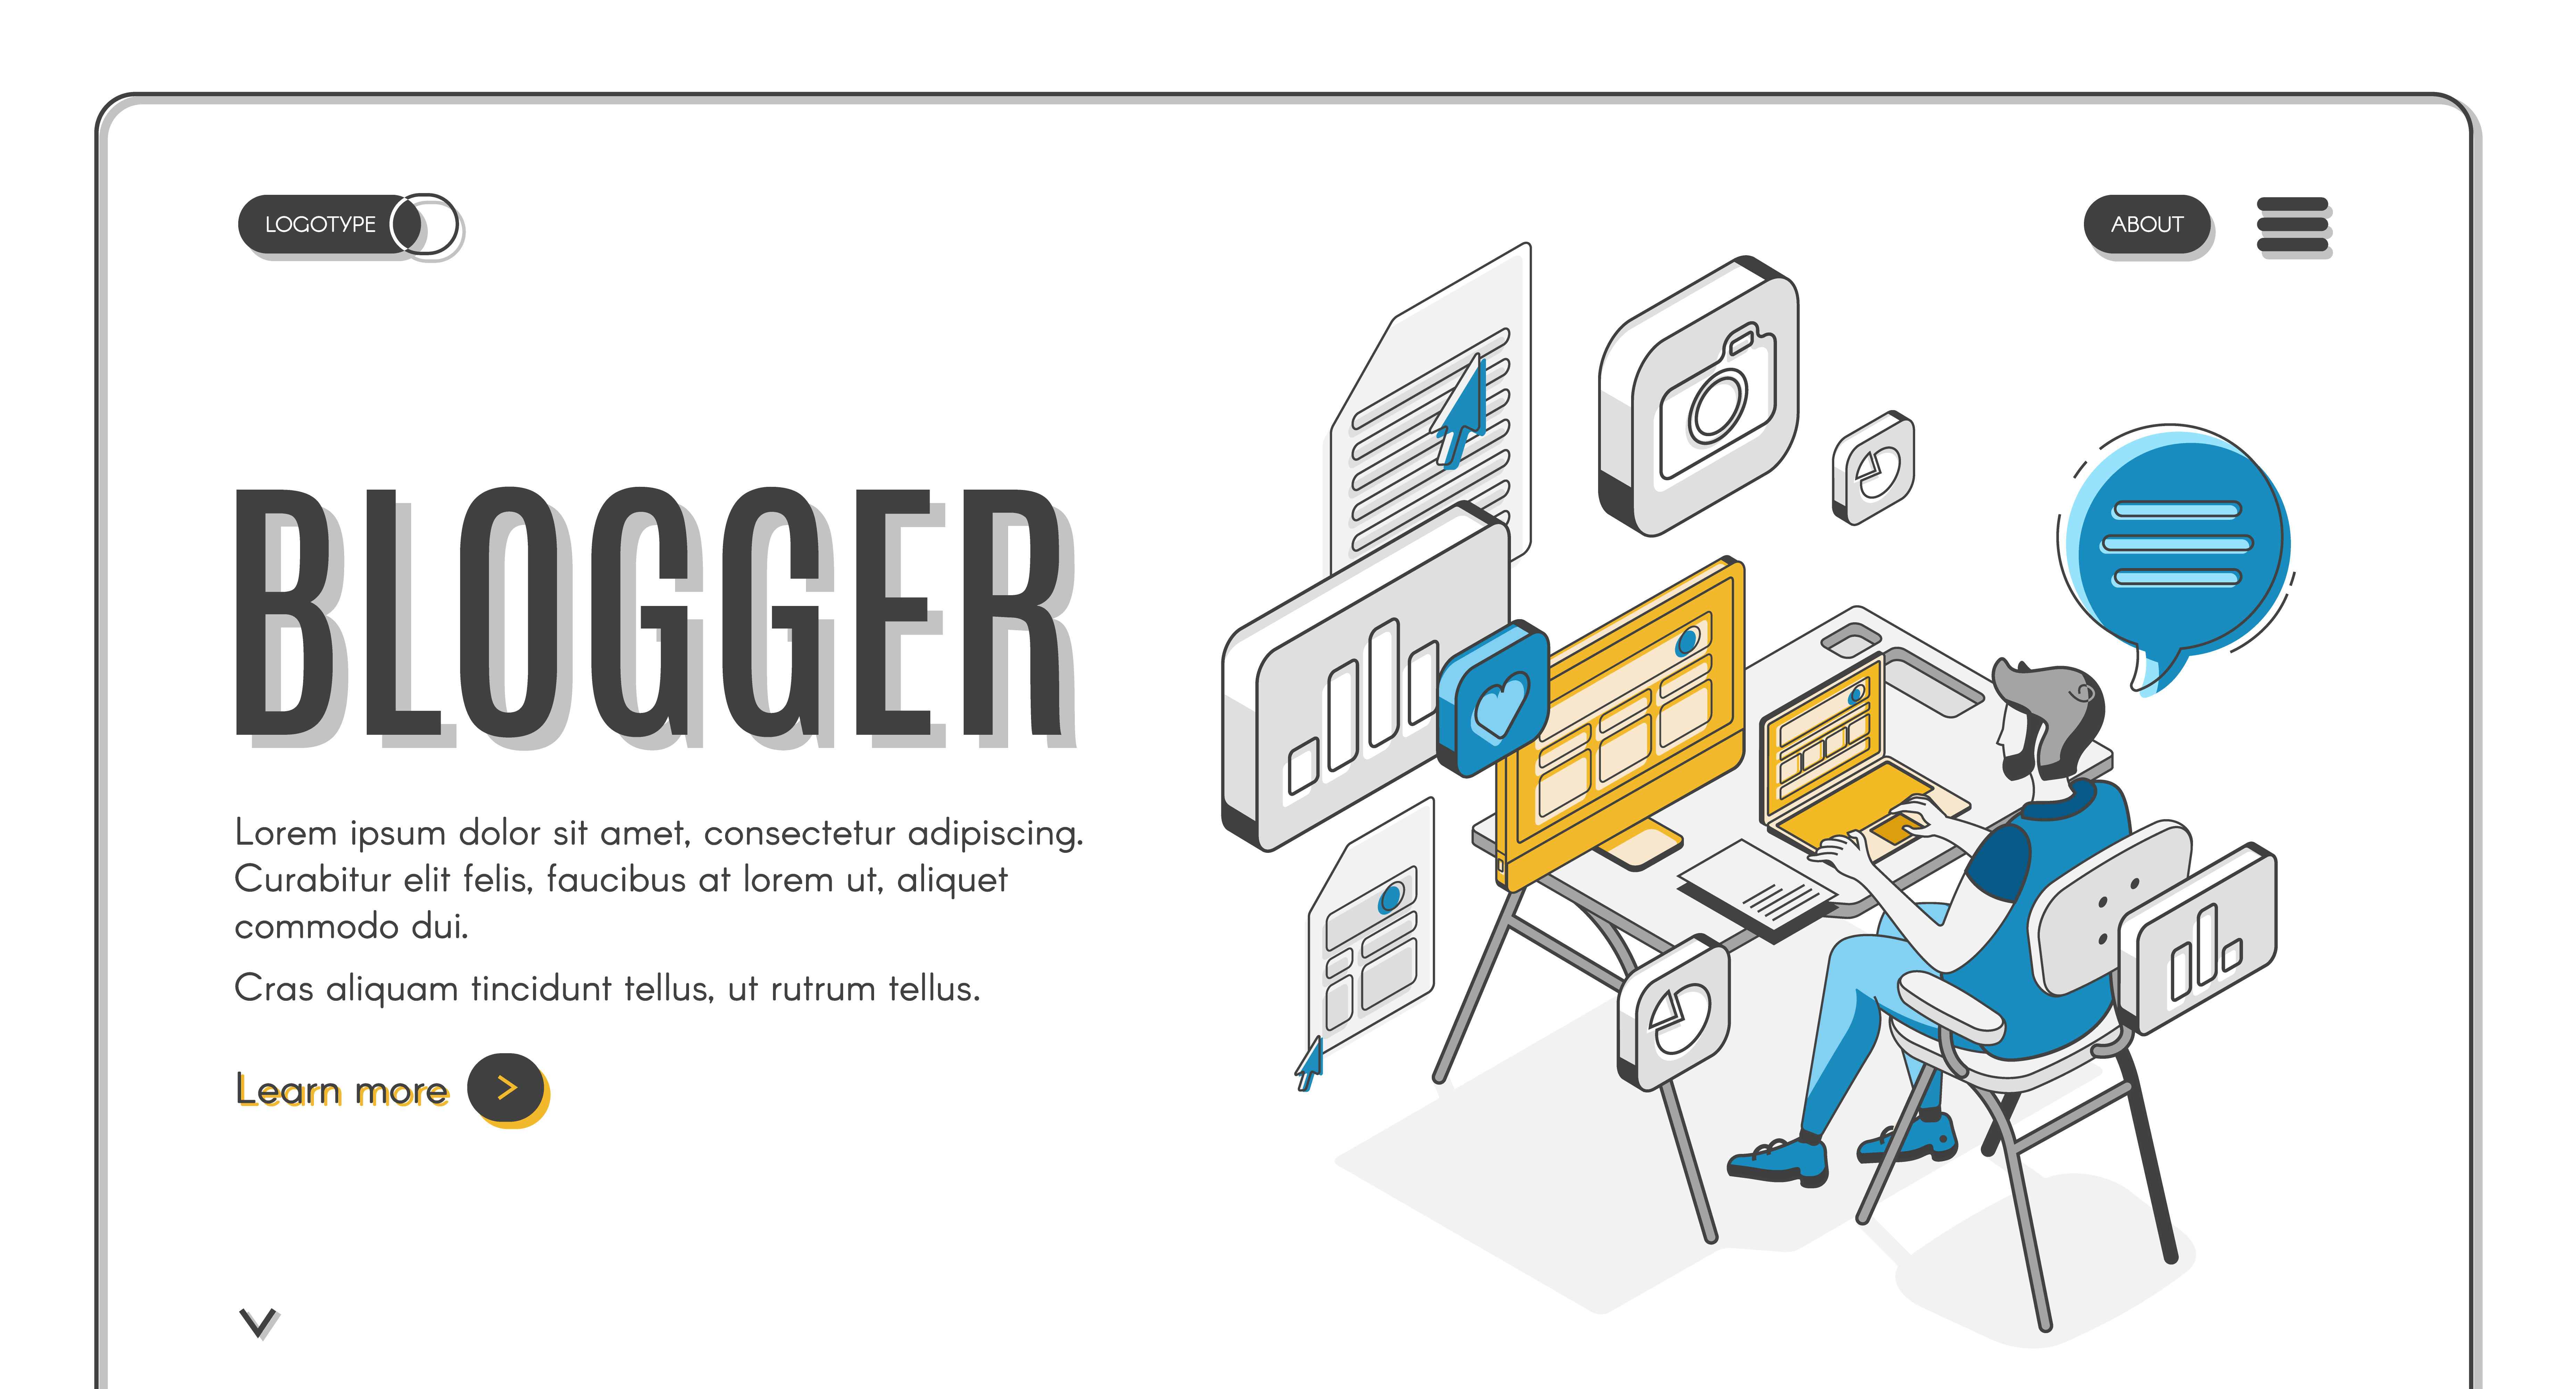 LOGOTYPE
ABOUT
BLOGGER
Lorem ipsum dolor sit amet, consectetur adipiscing.
Curabitur elit felis, faucibus at lorem ut, aliquet
commodo dui.
Cras aliquam tincidunt tellus, ut rutrum tellus.
Learn more